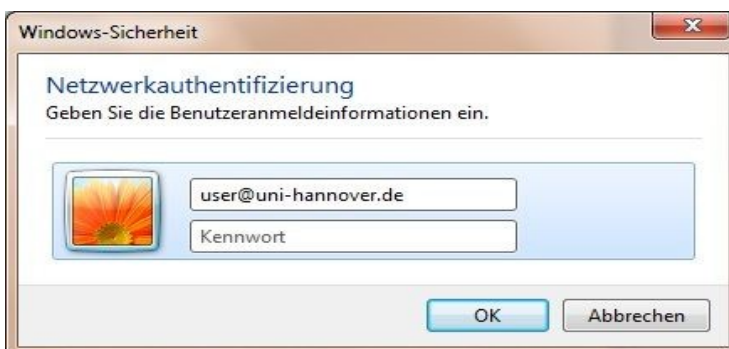 Windows-Sicherheit
Netzwerkauthentifizierung
Geben Sie die Benutzeranmeldeinformationen ein.
user@uni-hannover.de
Kennwort
OK
Abbrechen